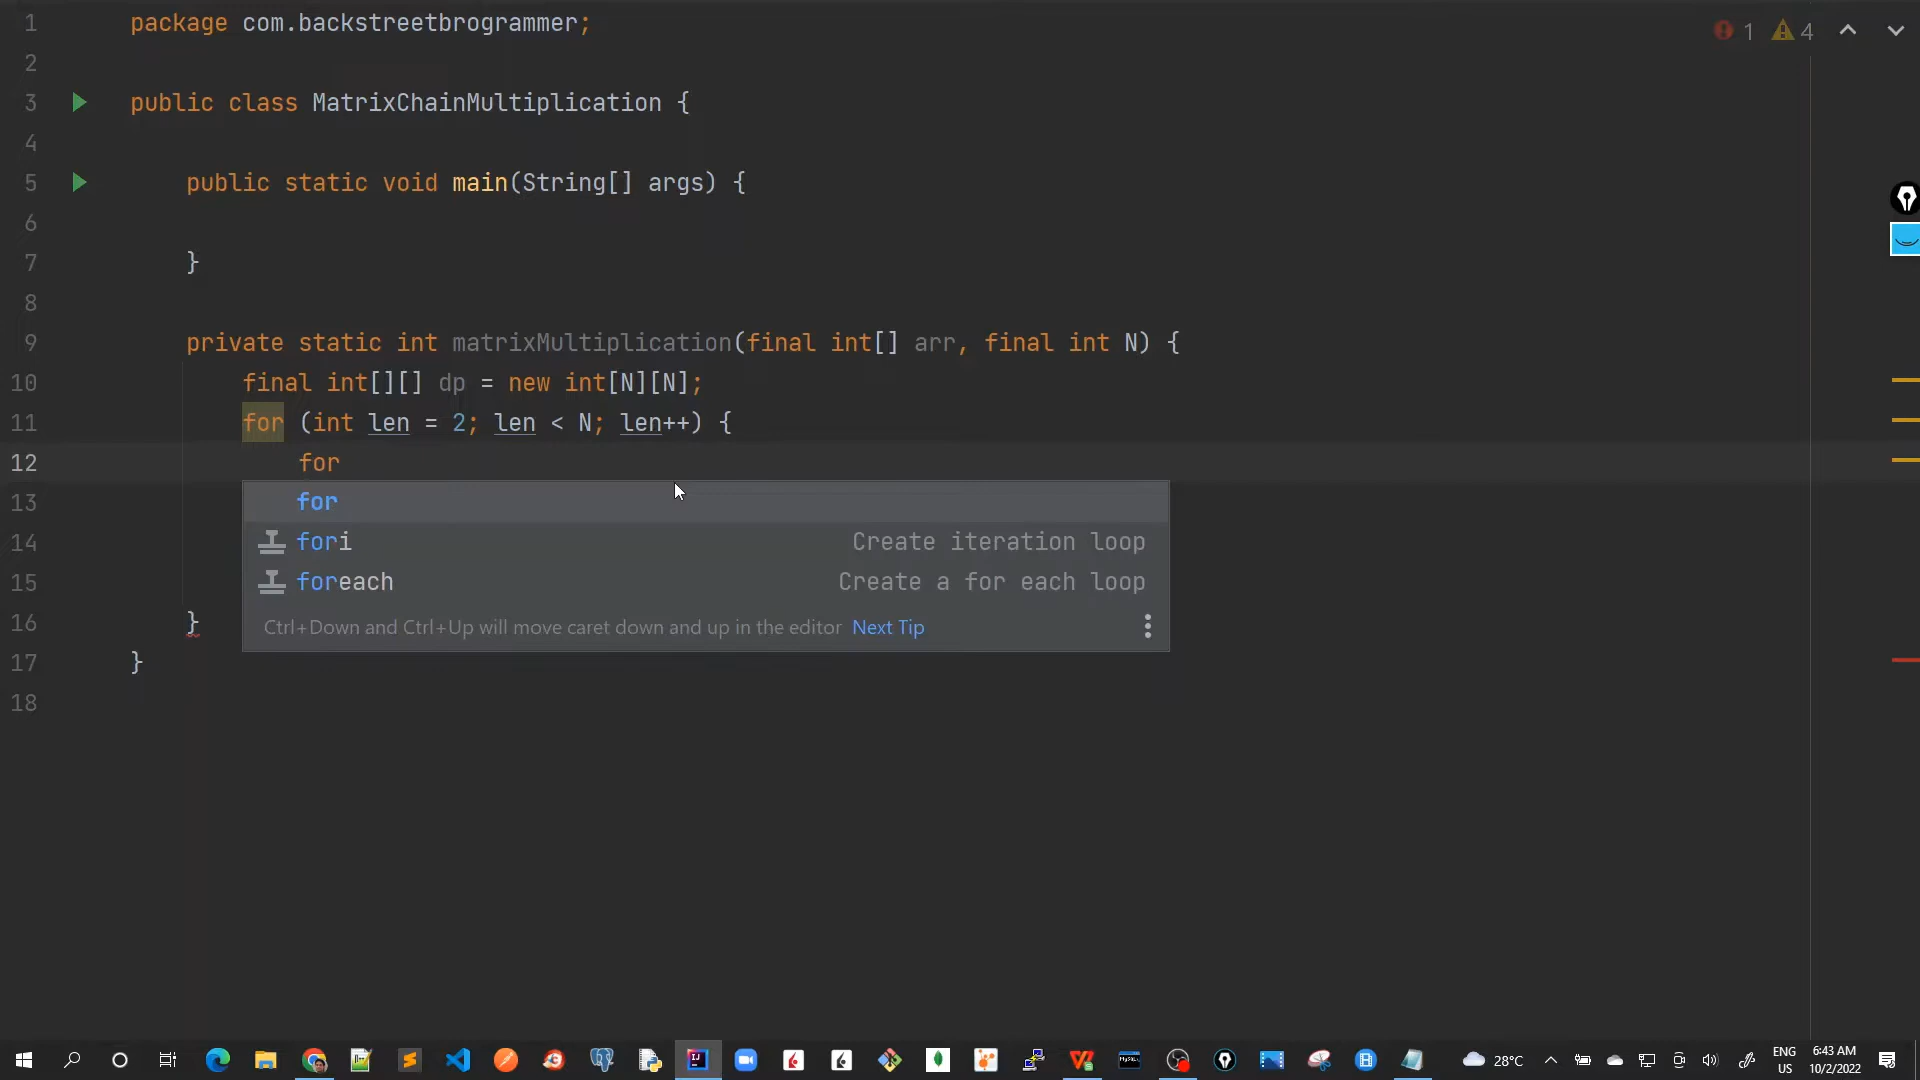 1 package com.backstreetbrogrammer; 1 4
2
3 public class MatrixChainMultiplication {
4
5 public static void main(String[] args) {
6
7 }
8
9 private static int matrixMultiplication(final int[] arr, final int N) {
10 final int[][] dp = new int[N][N];
11 for (int len = 2; len < N; len++) {
12 for
13 for
14 fori Create iteration loop
15 foreach Create a for each loop
16 } Ctrl+Down and Ctrl+Up will move caret down and up in the editor Next Tip
17 }
18
28°C ENG 6:43 AM
US 10/2/2022